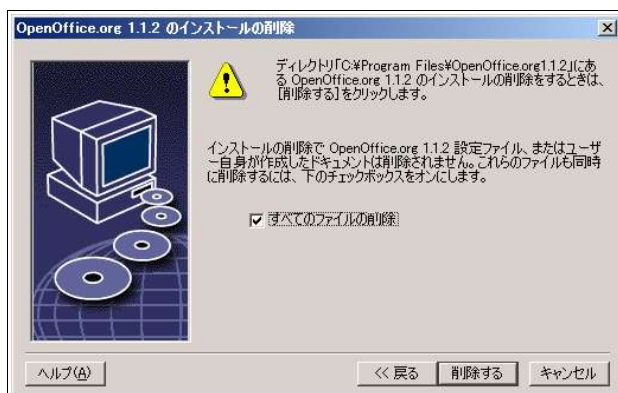 OpenOffice.org 1.1.2 のインストールの削除
ディレクトリ「C:¥Program Files¥OpenOffice.org1.1.2」にあ
る OpenOffice.org 1.1.2 のインストールの削除をするときは、
[削除する]をクリックします。
インストールの削除で OpenOffice.org 1.1.2 設定ファイル、またはユーザ
ー自身が作成したドキュメントは削除されません。これらのファイルも同時
に削除するには、下のチェックボックスをオンにします。
すべてのファイルの削除
ヘルプ(A)
<< 戻る
削除する
キャンセル